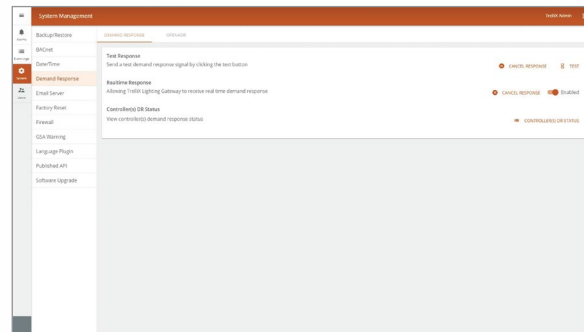 System Management
Trellix Admin
Backup/Restore
BACnet
Date/Time
Demand Response
Email Server
Factory Reset
Firewall
GSA Warning
Language Plugin
Published API
Software Upgrade
System
DEMAND RESPONSE
OPENADR
Test Response
Send a test demand response signal by clicking the test button
CANCEL RESPONSE
TEST
Realtime Response
Allowing Trellix Lighting Gateway to receive real time demand response
CANCEL RESPONSE
Enabled
Controller(s) DR Status
View controller(s) demand response status
CONTROLLER(S) DR STATUS